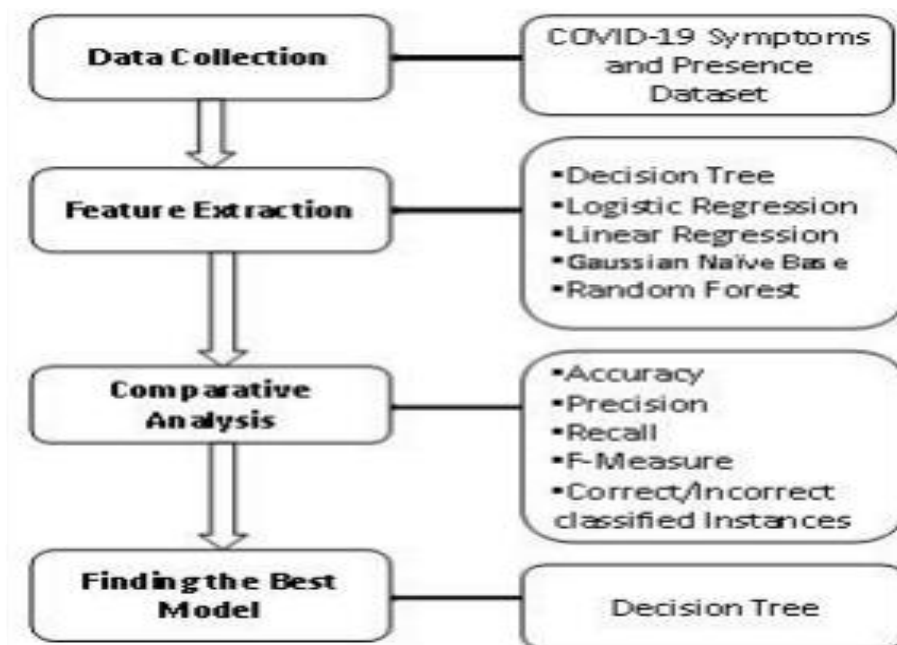 Data Collection
COVID-19 Symptoms
and Presence
Dataset
Feature Extraction
▪Decision Tree
▪Logistic Regression
▪Linear Regression
▪Gaussian Naïve Base
▪Random Forest
Comparative
Analysis
▪Accuracy
▪Precision
▪Recall
▪F-Measure
▪Correct/Incorrect
classified Instances
Finding the Best
Model
Decision Tree